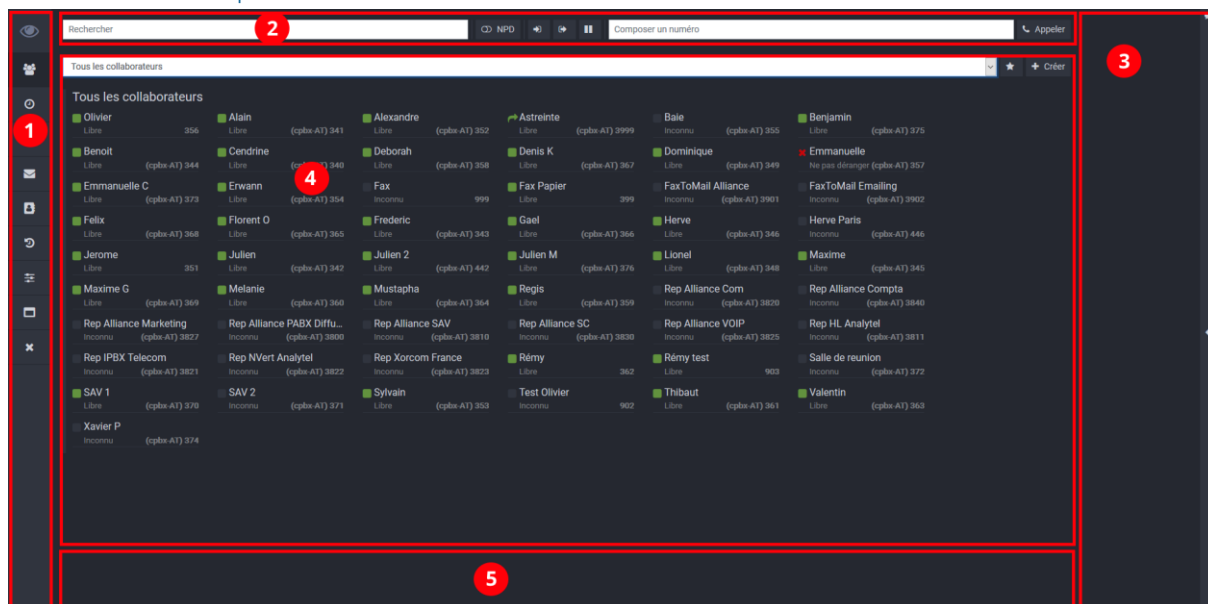 Rechercher 2 NPD Composer un numéro Appeler
Tous les collaborateurs Créer 3
1
Tous les collaborateurs
Olivier Alain Alexandre Astreinte Baie Benjamin
Libre 356 Libre (cpbx-AT) 341 Libre (cpbx-AT) 352 Libre (cpbx-AT) 3999 Inconnu (cpbx-AT) 355 Libre (cpbx-AT) 375
Benoit Cendrine Deborah Denis K Dominique Emmanuelle
Libre (cpbx-AT) 344 Libre 340 Libre (cpbx-AT) 358 Libre (cpbx-AT) 367 Libre (cpbx-AT) 349 Ne pas déranger (cpbx-AT) 357
4
Emmanuelle C Erwann Fax Fax Papier FaxToMail Alliance FaxToMail Emailing
Libre (cpbx-AT) 373 Libre (cpbx-AT) 354 Inconnu 999 Libre 399 Inconnu (cpbx-AT) 3901 Inconnu (cpbx-AT) 3902
Felix Florent O Frederic Gael Herve Herve Paris
Libre (cpbx-AT) 368 Libre (cpbx-AT) 365 Libre (cpbx-AT) 343 Libre (cpbx-AT) 366 Libre (cpbx-AT) 346 Inconnu (cpbx-AT) 446
Jerome Julien Julien 2 Julien M Lionel Maxime
Libre 351 Libre (cpbx-AT) 342 Libre (cpbx-AT) 442 Libre (cpbx-AT) 376 Libre (cpbx-AT) 348 Libre (cpbx-AT) 345
Maxime G Melanie Mustapha Regis Rep Alliance Com Rep Alliance Compta
Libre (cpbx-AT) 369 Libre (cpbx-AT) 360 Libre (cpbx-AT) 364 Libre (cpbx-AT) 359 Inconnu (cpbx-AT) 3820 Inconnu (cpbx-AT) 3840
Rep Alliance Marketing Rep Alliance PABX Diffu... Rep Alliance SAV Rep Alliance SC Rep Alliance VOIP Rep HL Analytel
Inconnu (cpbx-AT) 3827 Inconnu (cpbx-AT) 3800 Inconnu (cpbx-AT) 3810 Inconnu (cpbx-AT) 3830 Inconnu (cpbx-AT) 3825 Inconnu (cpbx-AT) 3811
Rep IPBX Telecom Rep NVert Analytel Rep Xorcom France Rémy Rémy test Salle de reunion
Inconnu (cpbx-AT) 3821 Inconnu (cpbx-AT) 3822 Inconnu (cpbx-AT) 3823 Libre 362 Libre 903 Inconnu (cpbx-AT) 372
SAV 1 SAV 2 Sylvain Test Olivier Thibaut Valentin
Libre (cpbx-AT) 370 Inconnu (cpbx-AT) 371 Libre (cpbx-AT) 353 Inconnu 902 Libre (cpbx-AT) 361 Libre (cpbx-AT) 363
Xavier P
Inconnu (cpbx-AT) 374
5